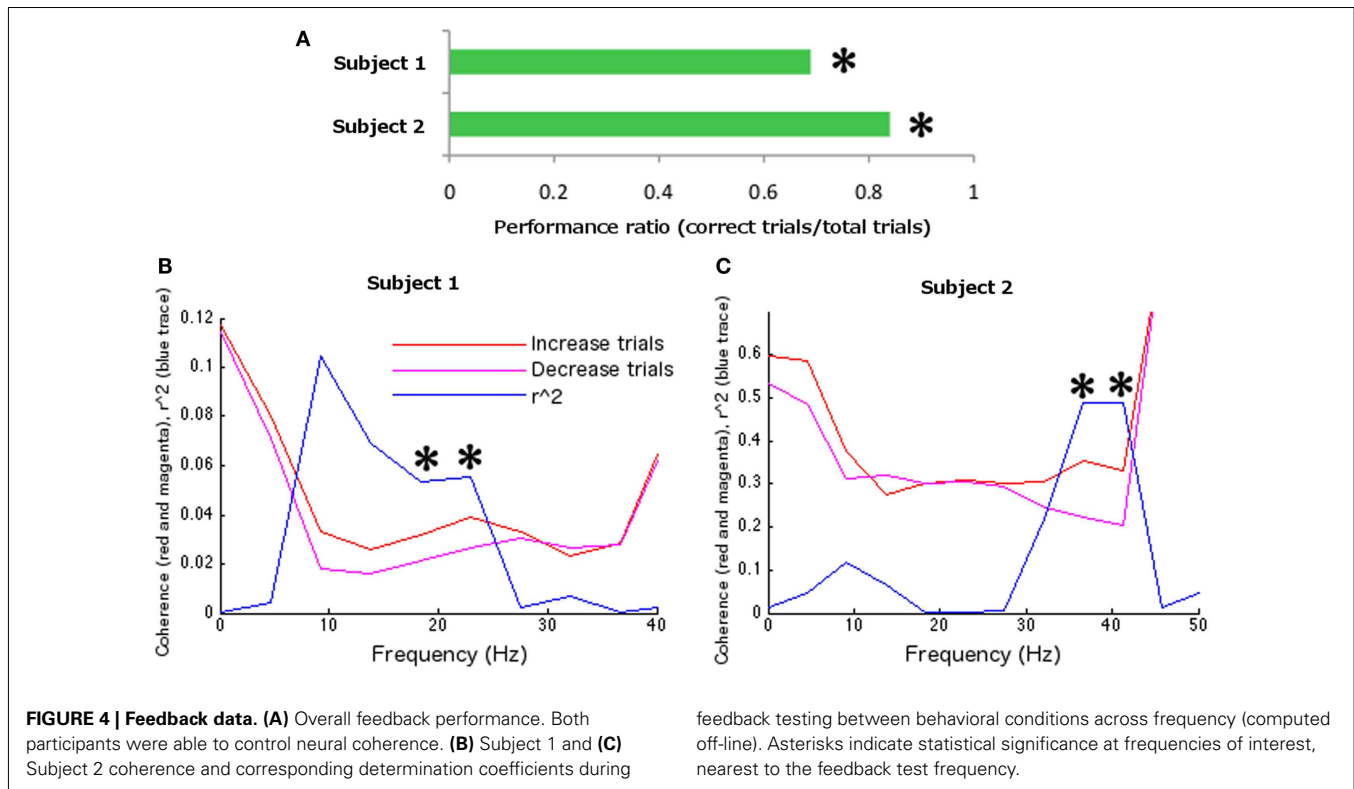 A
Subject 1
*
Subject 2
*
0 0.2 0.4 0.6 0.8 1
Performance ratio (correct trials/total trials)
B
Subject 1
Coherence (red and magenta), r^2 (blue trace)
0.12
0.1
0.08
0.06
0.04
0.02
0
Increase trials
Decrease trials
r^2
* *
0 10 20 30 40
Frequency (Hz)
C
Subject 2
Coherence (red and magenta), r^2 (blue trace)
0.6
0.5
0.4
0.3
0.2
0.1
0
* *
0 10 20 30 40 50
Frequency (Hz)
FIGURE 4 | Feedback data. (A) Overall feedback performance. Both
participants were able to control neural coherence. (B) Subject 1 and (C)
Subject 2 coherence and corresponding determination coefficients during
feedback testing between behavioral conditions across frequency (computed
off-line). Asterisks indicate statistical significance at frequencies of interest,
nearest to the feedback test frequency.